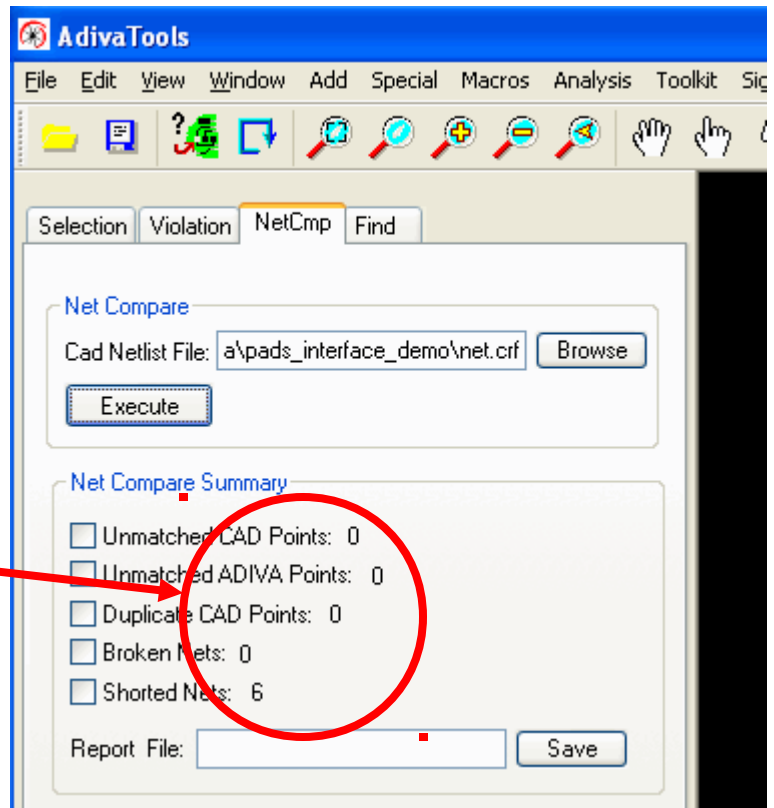 AdivaTools
File Edit View Window Add Special Macros Analysis Toolkit Sig
Selection Violation NetCmp Find
Net Compare
Cad Netlist File: a\pads_interface_demo\net.crf Browse
Execute
Net Compare Summary
Unmatched CAD Points: 0
Unmatched ADIVA Points: 0
Duplicate CAD Points: 0
Broken Nets: 0
Shorted Nets: 6
Report File: Save